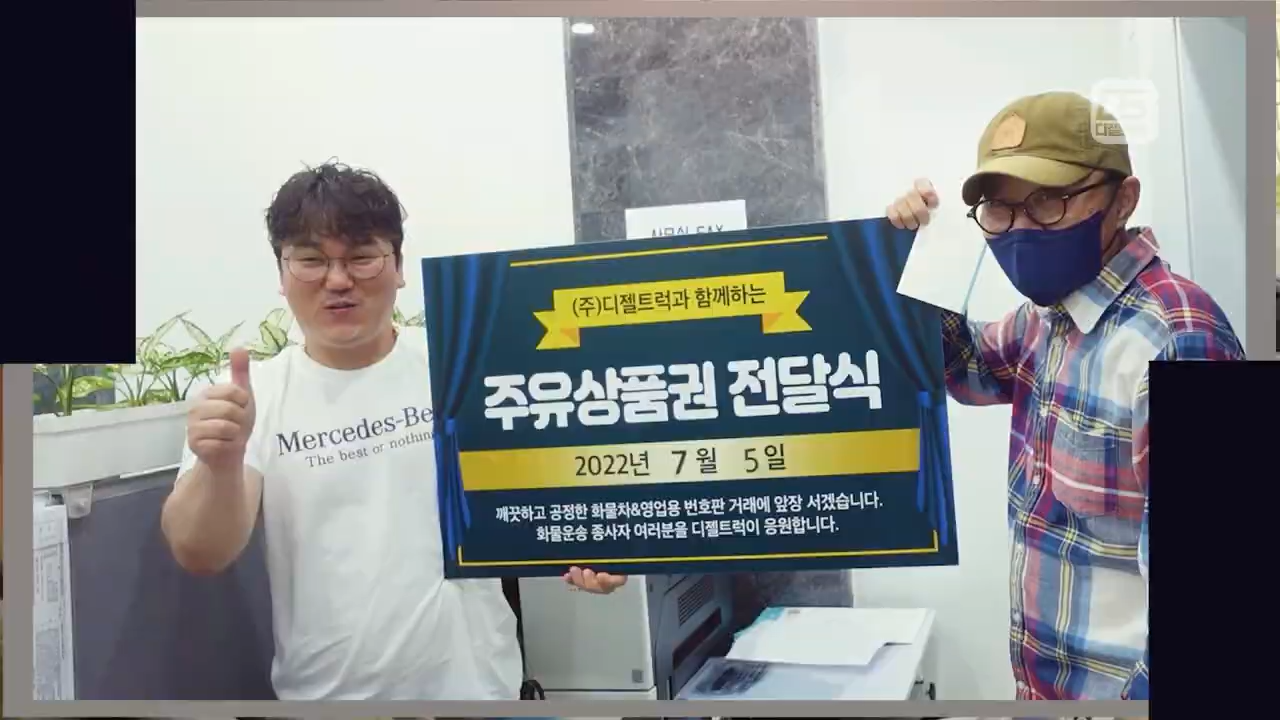 (주)디젤트럭과 함께하는
주유상품권 전달식
2022년 7월 5일
깨끗하고 공정한 화물차&영업용 번호판 거래에 앞장 서겠습니다.
화물운송 종사자 여러분을 디젤트럭이 응원합니다.
Mercedes-Be
The best or nothin